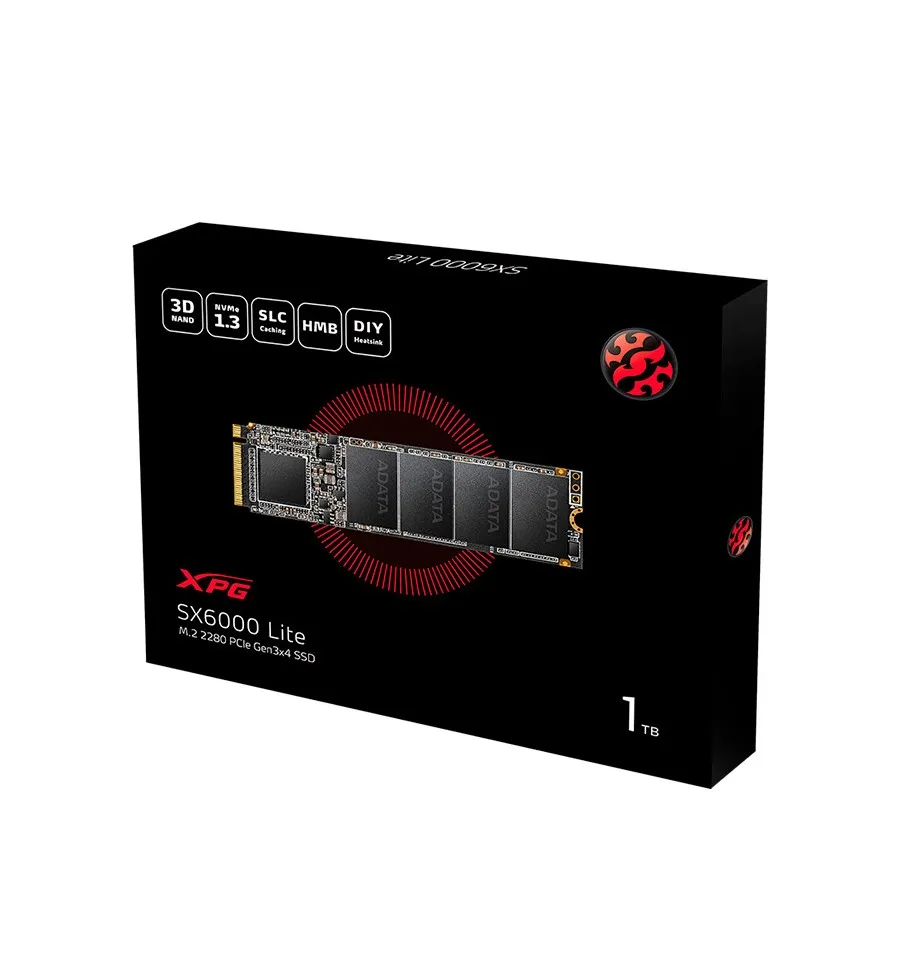 SX6000 Lite
3D
NAND
NVMe
1.3
SLC
Caching
HMB
DIY
Heatsink
ADATA
ADATA
ADATA
ADATA
XPG
SX6000 Lite
M.2 2280 PCIe Gen3x4 SSD
1 TB